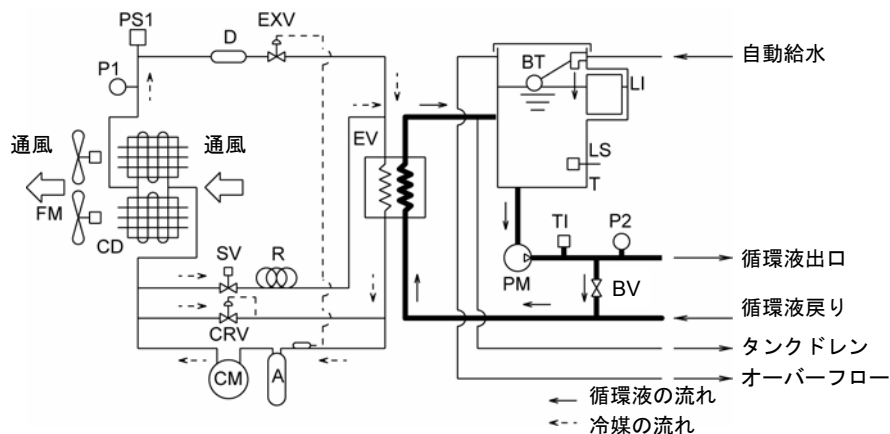 PS1
EXV
D
P1
BT
自動給水
LI
通風
通風
EV
LS
T
FM
CD
TI
P2
SV
R
PM
循環液出口
BV
循環液戻り
CRV
タンクドレン
CM
A
オーバーフロー
循環液の流れ
冷媒の流れ